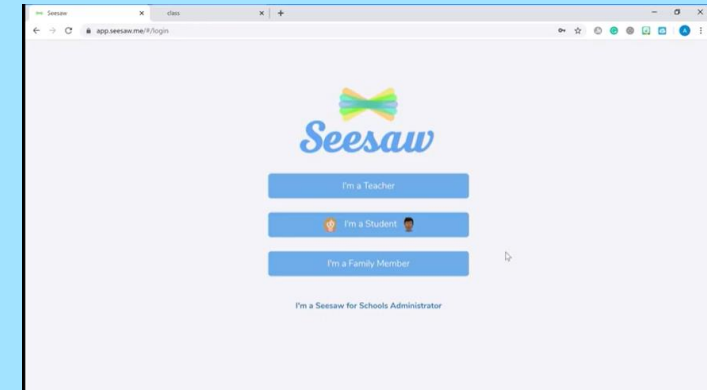 Seesaw
class
app.seesaw.me/#/login
A
Seesaw
I'm a Teacher
I'm a Student
I'm a Family Member
I'm a Seesaw for Schools Administrator